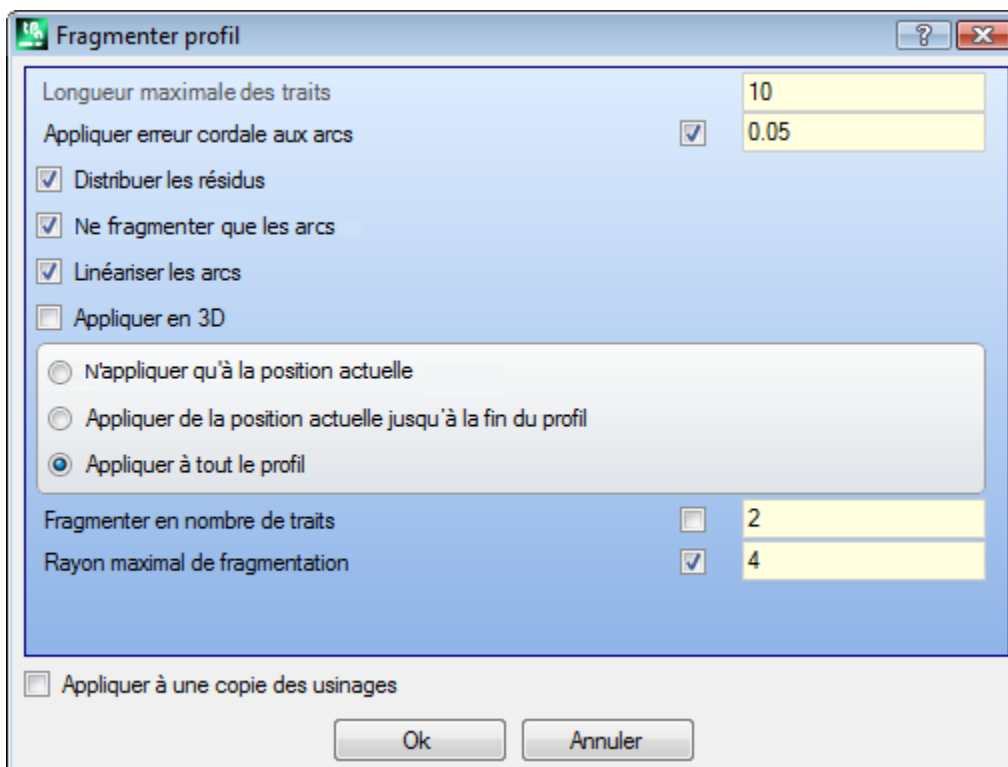 Fragmenter profil
Longueur maximale des traits 10
Appliquer erreur cordale aux arcs 0.05
Distribuer les résidus
Ne fragmenter que les arcs
Linéariser les arcs
Appliquer en 3D
N'appliquer qu'à la position actuelle
Appliquer de la position actuelle jusqu'à la fin du profil
Appliquer à tout le profil
Fragmenter en nombre de traits 2
Rayon maximal de fragmentation 4
Appliquer à une copie des usinages
Ok Annuler